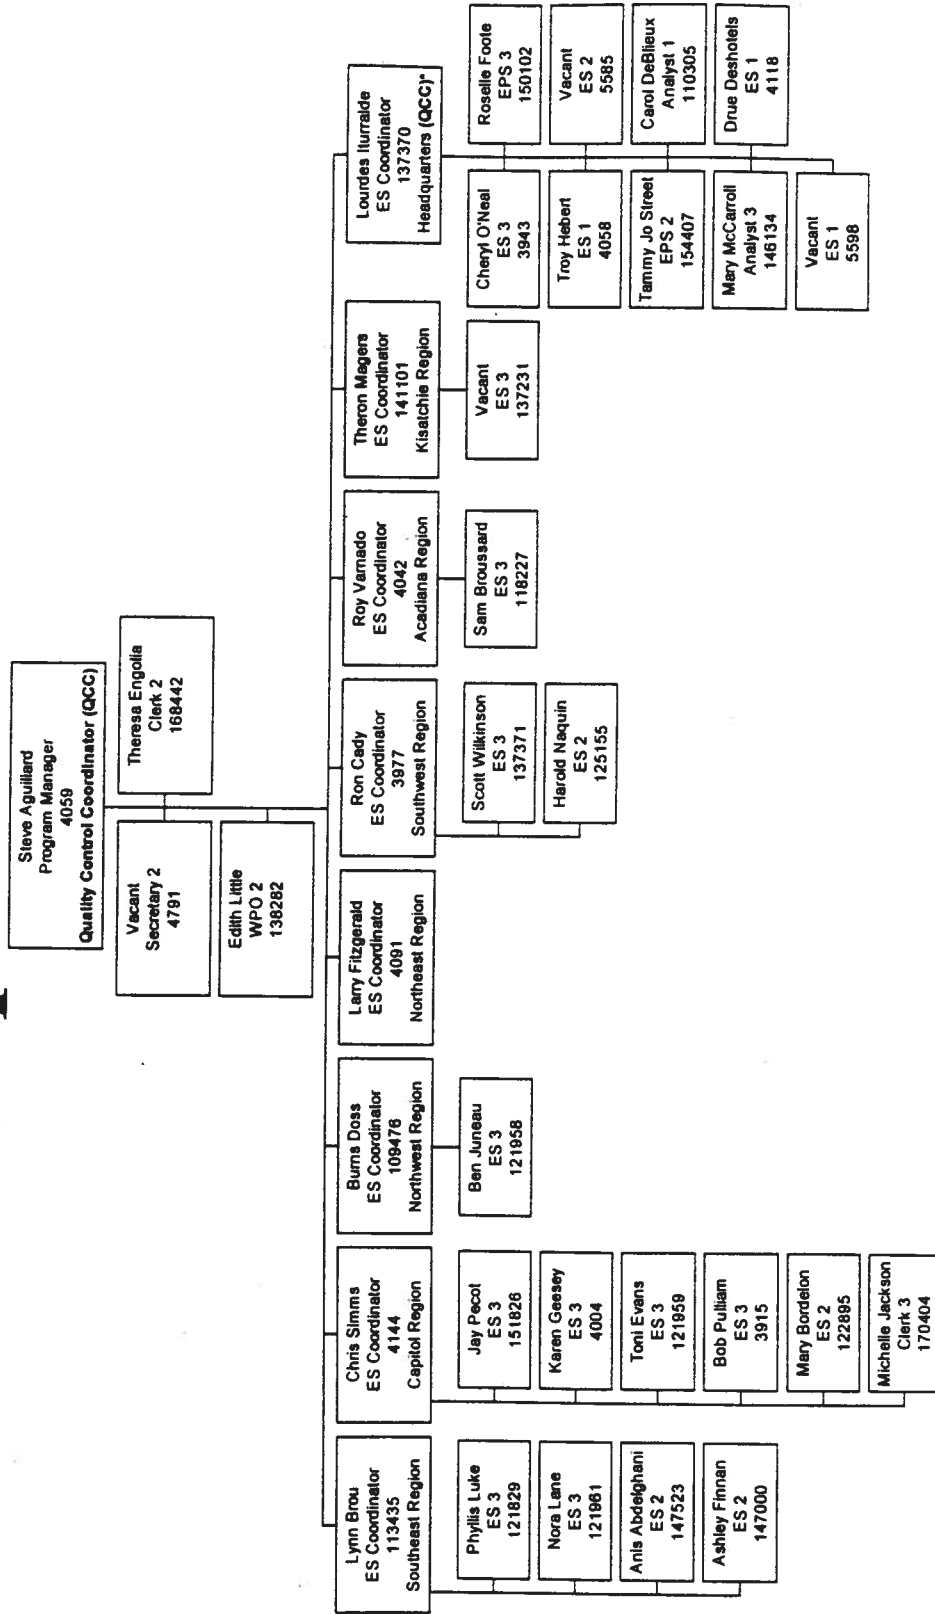 Steve Aguillard
Program Manager
4059
Quality Control Coordinator (QCC)
Vacant
Secretary 2
4791
Theresa Engolia
Clerk 2
168442
Edith Little
WPO 2
138282
Lynn Brou
ES Coordinator
113435
Southeast Region
Chris Simms
ES Coordinator
4144
Capitol Region
Burns Doss
ES Coordinator
109476
Northwest Region
Larry Fitzgerald
ES Coordinator
4091
Northeast Region
Ron Cady
ES Coordinator
3977
Southwest Region
Roy Varnado
ES Coordinator
4042
Acadiana Region
Theron Magers
ES Coordinator
141101
Kisatchie Region
Lourdes Iturralde
ES Coordinator
137370
Headquarters (QCC)*
Phyllis Luke
ES 3
121829
Nora Lane
ES 3
121961
Anis Abdelghani
ES 2
147523
Ashley Finnan
ES 2
147000
Jay Pecot
ES 3
151826
Karen Geesey
ES 3
4004
Toni Evans
ES 3
121959
Bob Pulliam
ES 3
3915
Mary Bordelon
ES 2
122895
Michelle Jackson
Clerk 3
170404
Ben Juneau
ES 3
121958
Scott Wilkinson
ES 3
137371
Harold Naquin
ES 2
125155
Sam Broussard
ES 3
118227
Vacant
ES 3
137231
Cheryl O'Neal
ES 3
3943
Roselle Foote
EPS 3
150102
Troy Hebert
ES 1
4058
Vacant
ES 2
5585
Tammy Jo Street
EPS 2
154407
Carol DeBlieux
Analyst 1
110305
Mary McCarroll
Analyst 3
146134
Drue Deshotels
ES 1
4118
Vacant
ES 1
5598